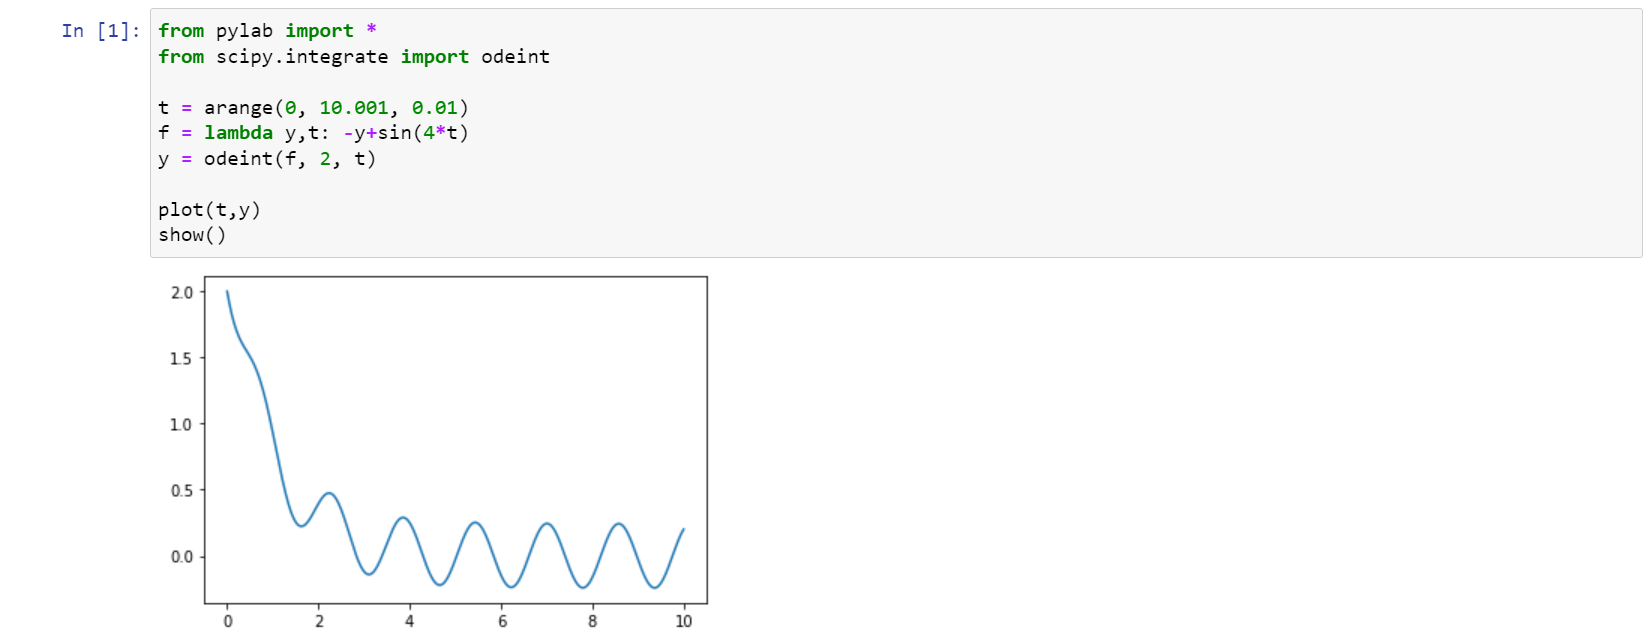 In [1]:
from pylab import *
from scipy.integrate import odeint
t = arange(0, 10.001, 0.01)
f = lambda y,t: -y+sin(4*t)
y = odeint(f, 2, t)
plot(t,y)
show()
2.0
1.5
1.0
0.5
0.0
0 2 4 6 8 10